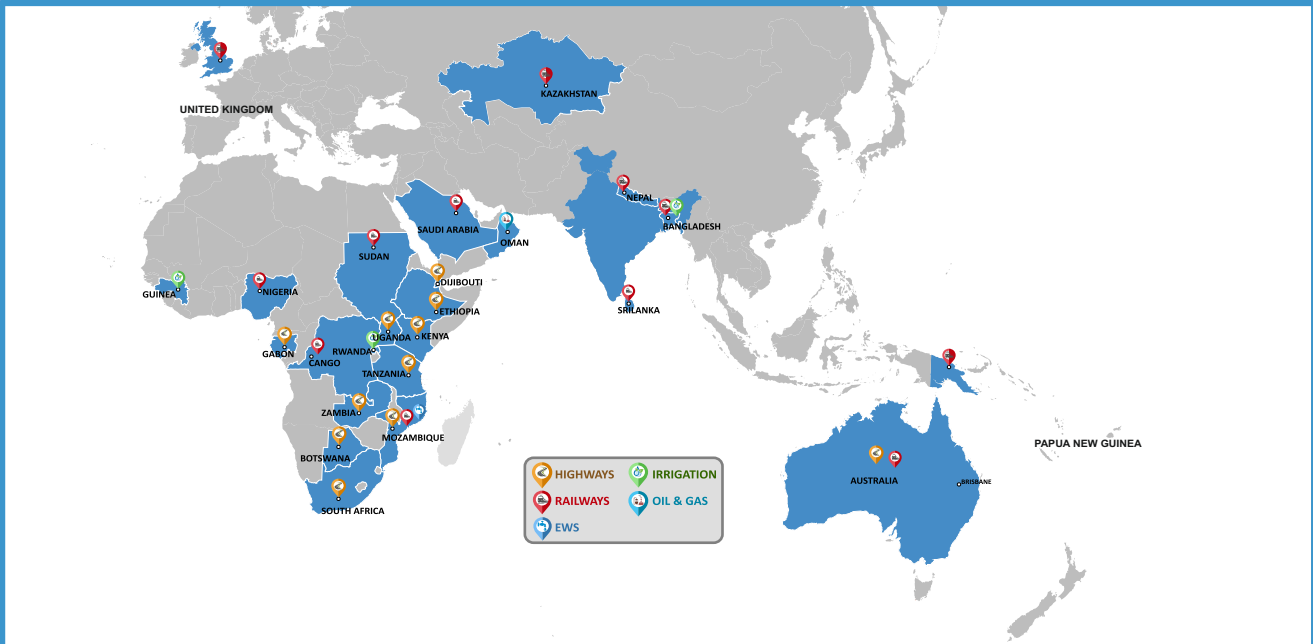 UNITED KINGDOM
KAZAKHSTAN
NEPAL
BANGLADESH
SAUDI ARABIA
OMAN
SUDAN
DIJIBOUTI
GUINEA
NIGERIA
ETHIOPIA
SRILANKA
UGANDA
KENYA
GABON
RWANDA
CANGO
TANZANIA
ZAMBIA
MOZAMBIQUE
BOTSWANA
SOUTH AFRICA
PAPUA NEW GUINEA
AUSTRALIA
BRISBANE
HIGHWAYS
IRRIGATION
RAILWAYS
OIL & GAS
EWS